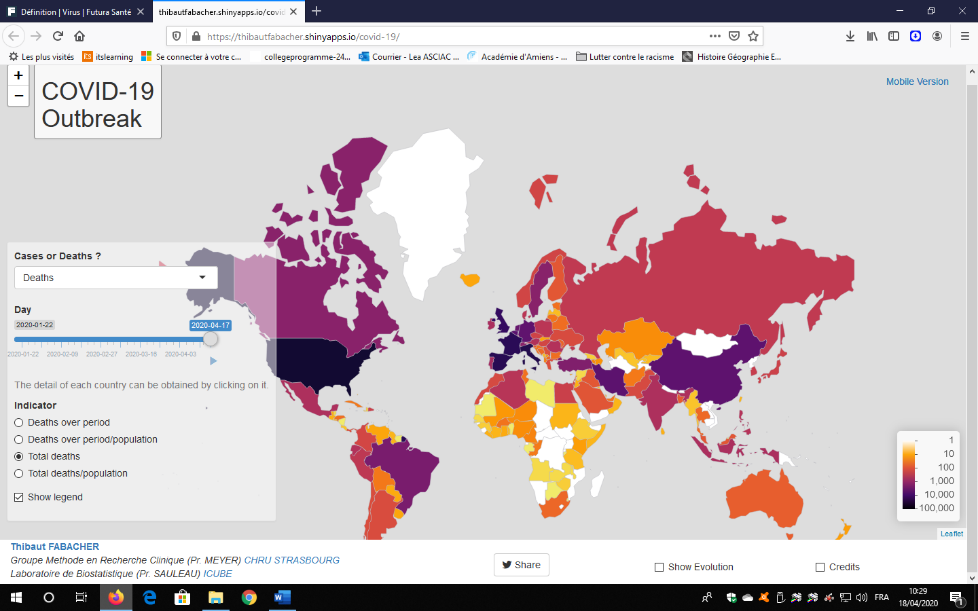 Définition | Virus | Futura Santé
thibautfabacher.shinyapps.io/covid
https://thibautfabacher.shinyapps.io/covid-19/
Les plus visités
itslearning
Se connecter à votre c...
collegeprogramme-24...
Courrier - Lea ASCIAC ...
Académie d'Amiens - ...
Lutter contre le racisme
Histoire Géographie E...
+
−
COVID-19
Outbreak
Mobile Version
Cases or Deaths ?
Deaths
Day
2020-01-22
2020-04-17
2020-01-22 2020-02-09 2020-02-27 2020-03-16 2020-04-03
The detail of each country can be obtained by clicking on it.
Indicator
Deaths over period
Deaths over period/population
Total deaths
Total deaths/population
Show legend
1
10
100
1,000
10,000
100,000
Leaflet
Thibaut FABACHER
Groupe Methode en Recherche Clinique (Pr. MEYER) CHRU STRASBOURG
Laboratoire de Biostatistique (Pr. SAULEAU) ICUBE
Share
Show Evolution
Credits
FRA
10:29
18/04/2020
1